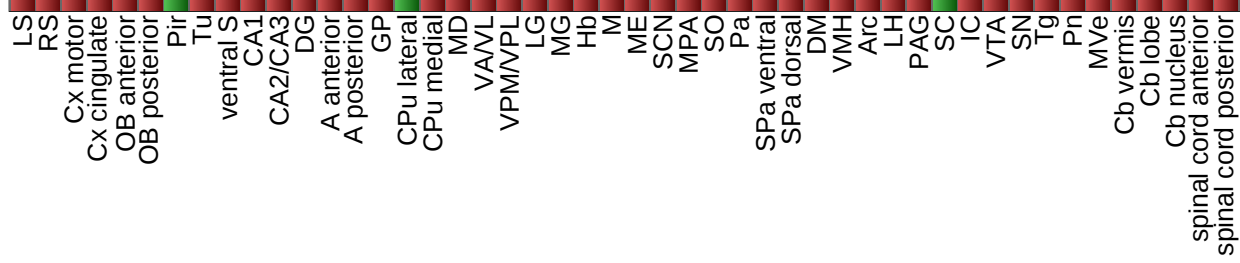 LS
RS
Cx motor
Cx cingulate
OB anterior
OB posterior
Pir
Tu
ventral S
CA1
CA2/CA3
DG
A anterior
A posterior
GP
CPu lateral
CPu medial
MD
VA/VL
VPM/VPL
LG
MG
Hb
M
ME
SCN
MPA
SO
Pa
SPa ventral
SPa dorsal
DM
VMH
Arc
LH
PAG
SC
IC
VTA
SN
Tg
Pn
MVe
Cb vermis
Cb lobe
Cb nucleus
spinal cord anterior
spinal cord posterior